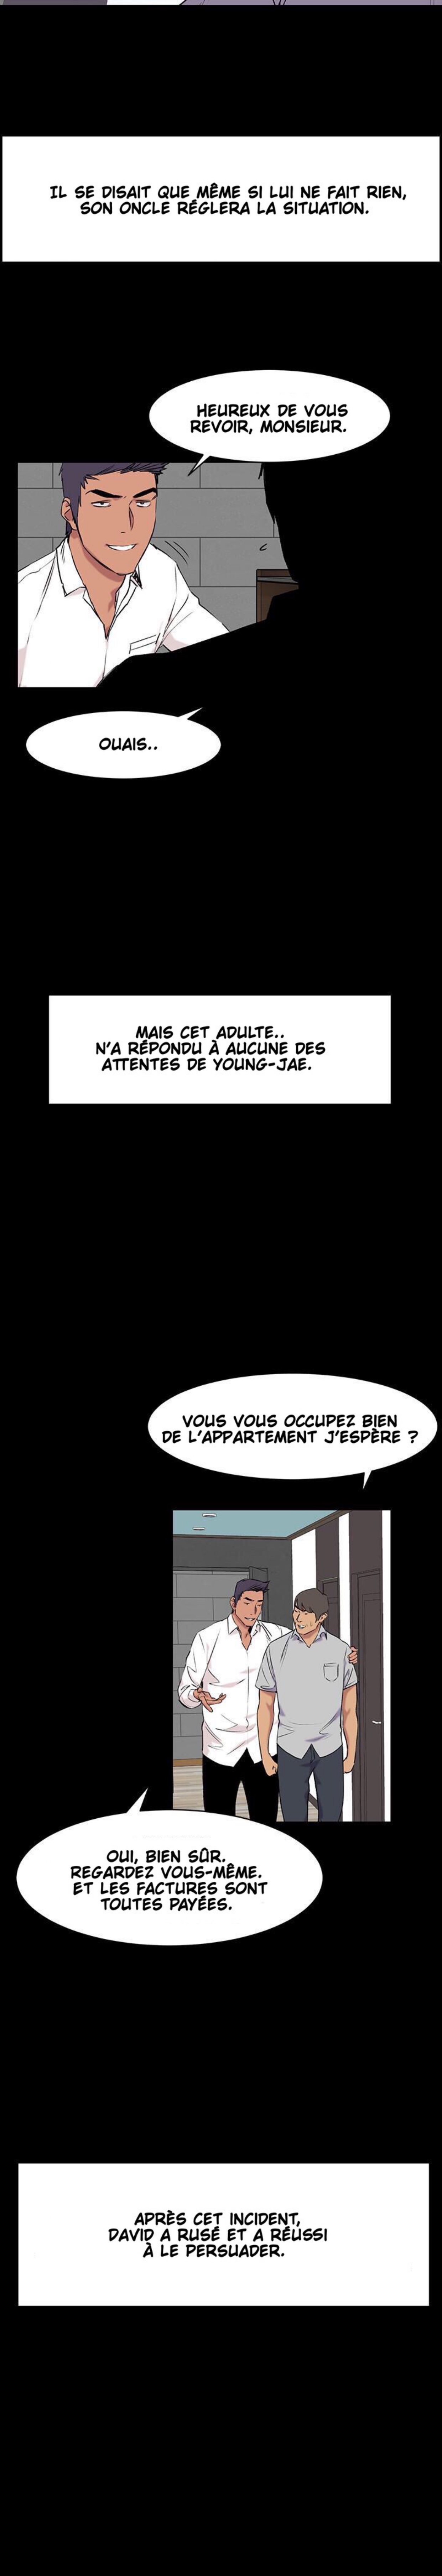 IL SE DISAIT QUE MÊME SI LUI NE FAIT RIEN,
SON ONCLE RÉGLERA LA SITUATION.
HEUREUX DE VOUS
REVOIR, MONSIEUR.
OUAIS..
MAIS CET ADULTE..
N'A RÉPONDU À AUCUNE DES
ATTENTES DE YOUNG-JAE.
VOUS VOUS OCCUPEZ BIEN
DE L'APPARTEMENT J'ESPÈRE ?
OUI, BIEN SÛR.
REGARDEZ VOUS-MÊME.
ET LES FACTURES SONT
TOUTES PAYÉES.
APRÈS CET INCIDENT,
DAVID A RUSÉ ET A RÉUSSI
À LE PERSUADER.